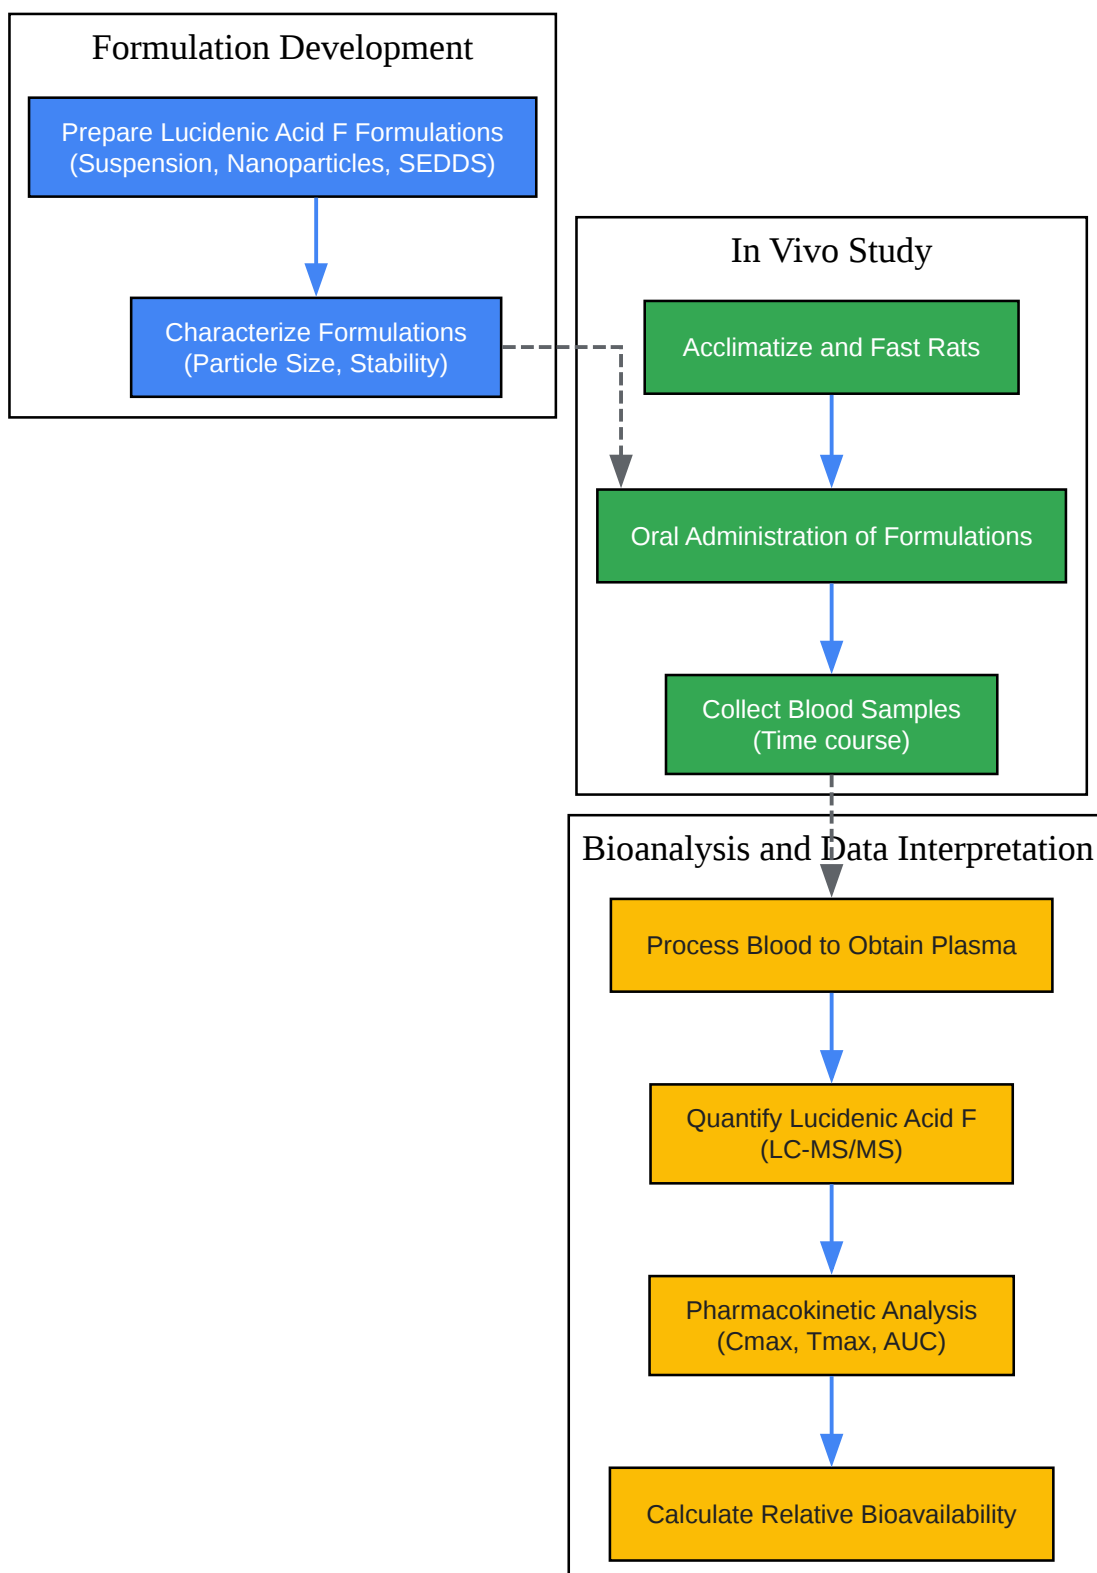 Formulation Development
Prepare Lucidenic Acid F Formulations
(Suspension, Nanoparticles, SEDDS)
Characterize Formulations
(Particle Size, Stability)
In Vivo Study
Acclimatize and Fast Rats
Oral Administration of Formulations
Collect Blood Samples
(Time course)
Bioanalysis and Data Interpretation
Process Blood to Obtain Plasma
Quantify Lucidenic Acid F
(LC-MS/MS)
Pharmacokinetic Analysis
(Cmax, Tmax, AUC)
Calculate Relative Bioavailability